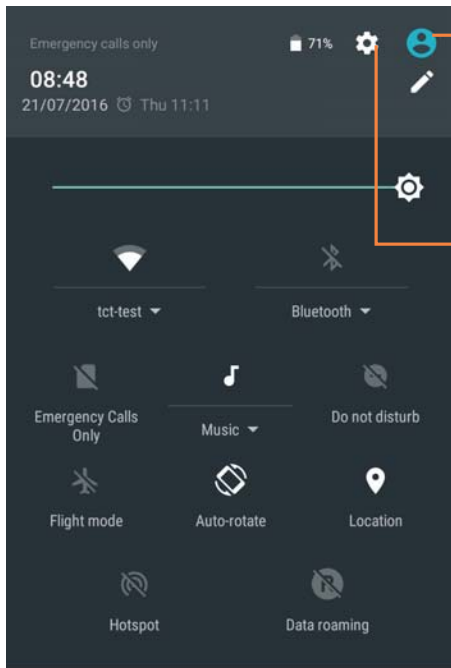 Emergency calls only 71%
08:48
21/07/2016 Thu 11:11
tct-test Bluetooth
Emergency Calls
Only Music Do not disturb
Flight mode Auto-rotate Location
R
Hotspot Data roaming